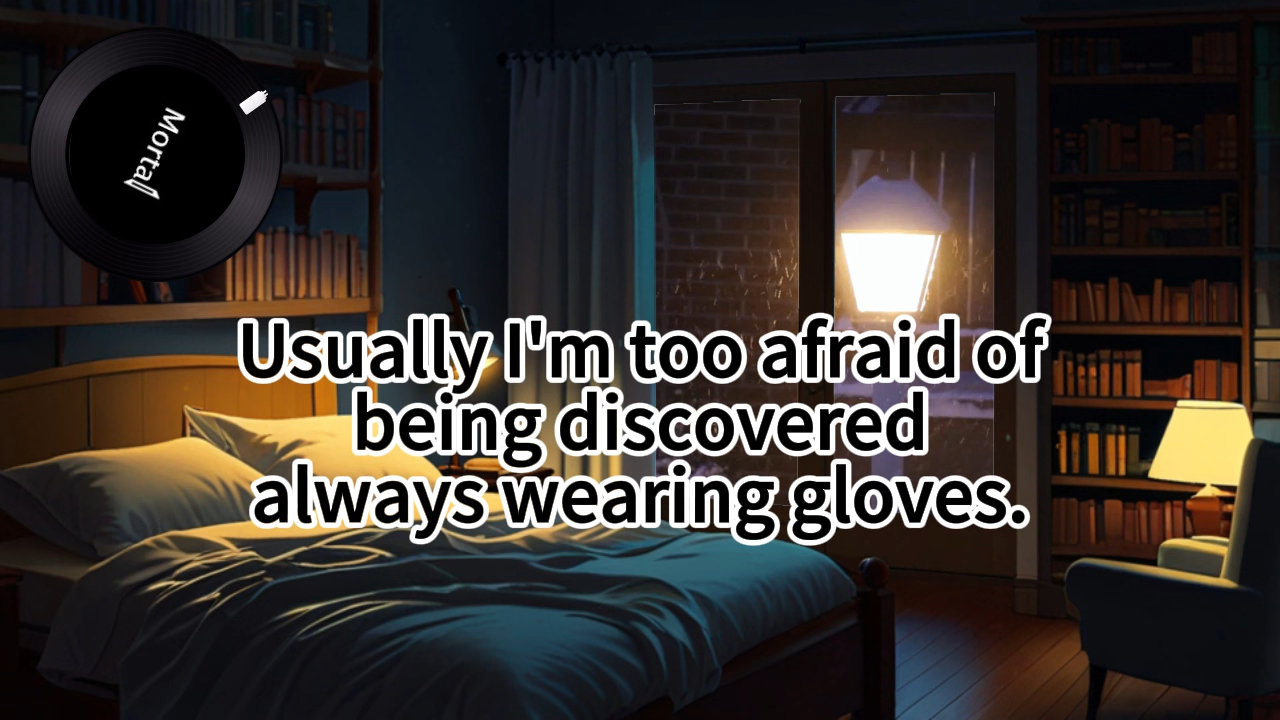 Mortal
Usually I'm too afraid of
being discovered
always wearing gloves.